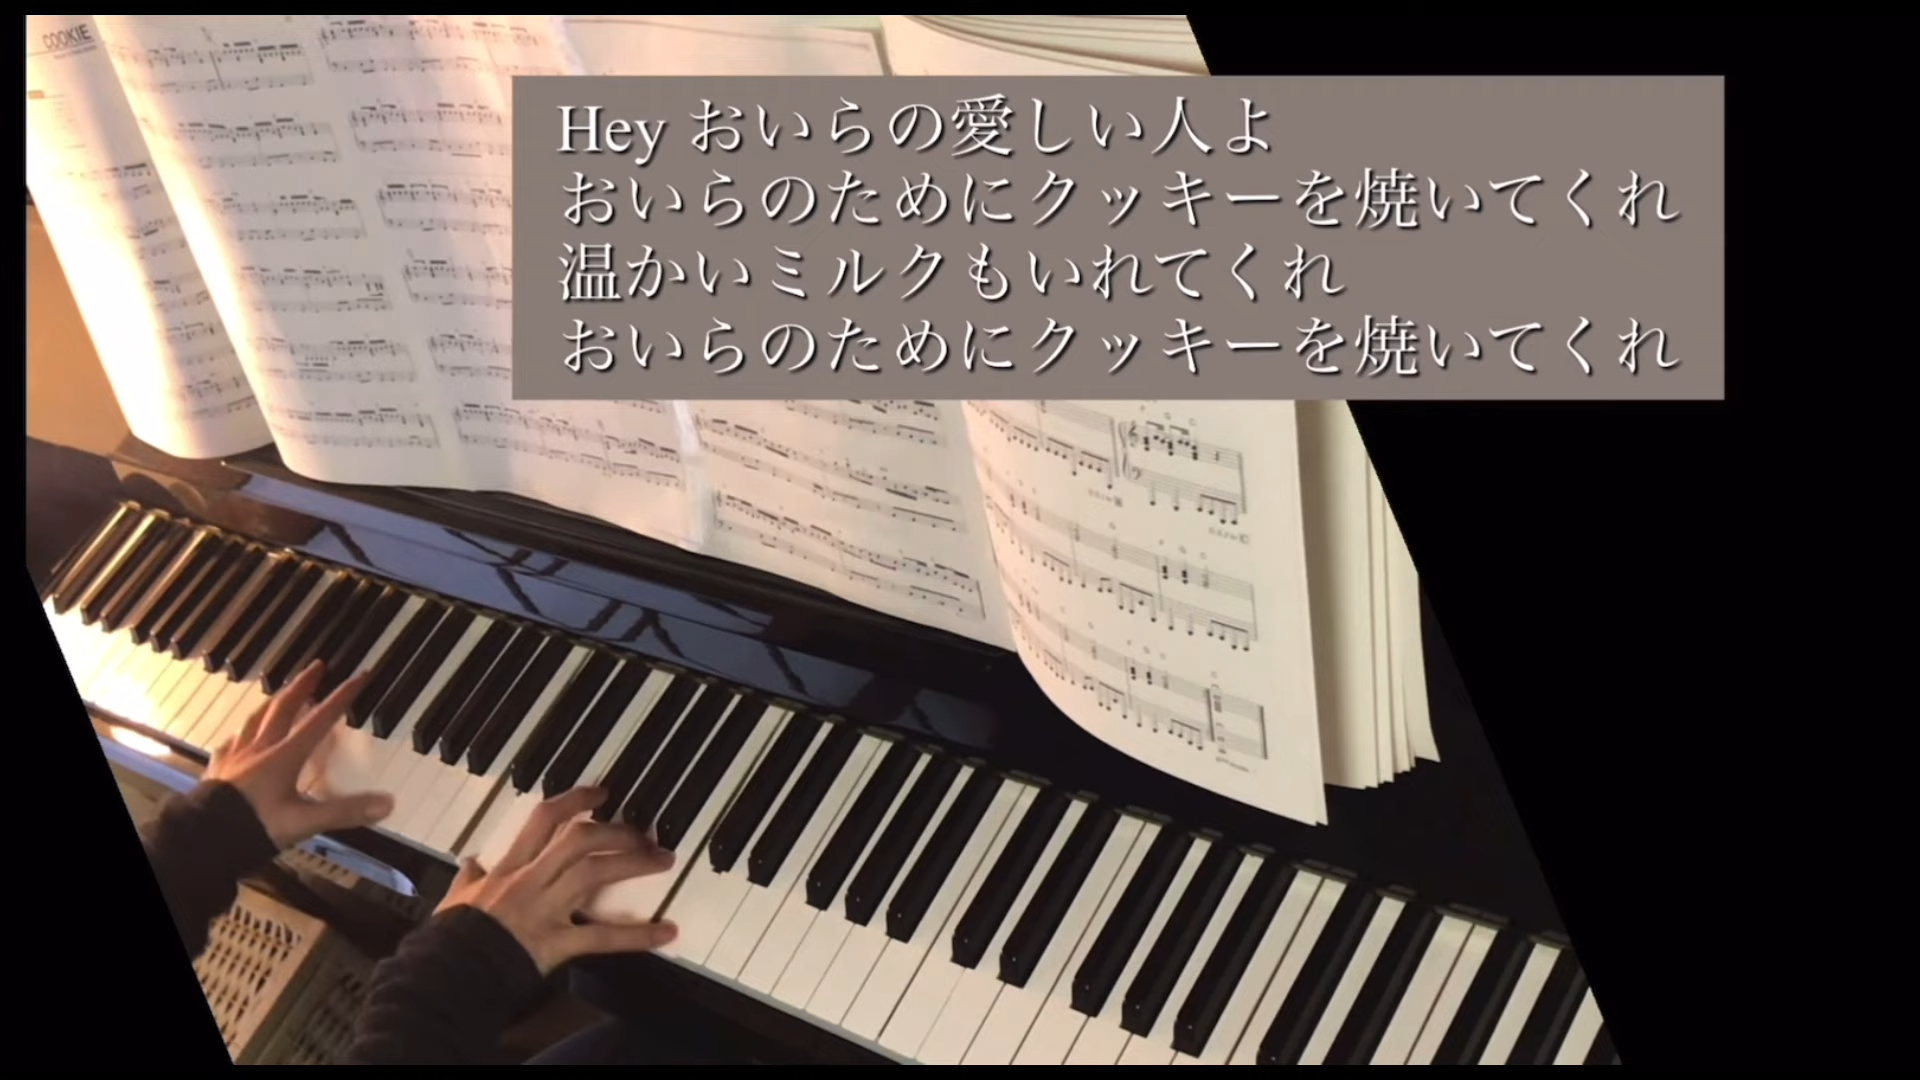 COOKIE
Hey おいらの愛しい人よ
おいらのためにクッキーを焼いてくれ
温かいミルクもいれてくれ
おいらのためにクッキーを焼いてくれ